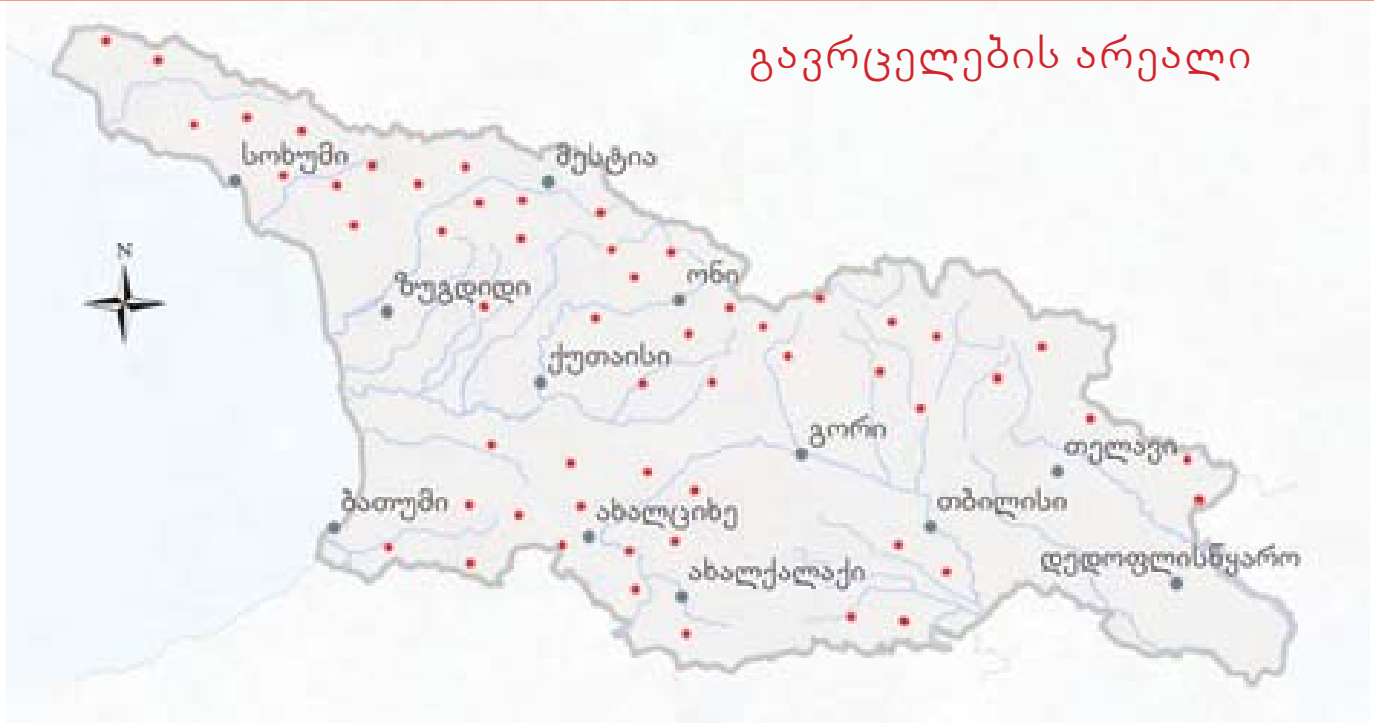 გავრცელების არეალი
სოხუმი
მესტია
N
ზუგდიდი
ონი
ქუთაისი
გორი
თელავი
ბათუმი
ახალციხე
თბილისი
ახალქალაქი
დედოფლისწყარო